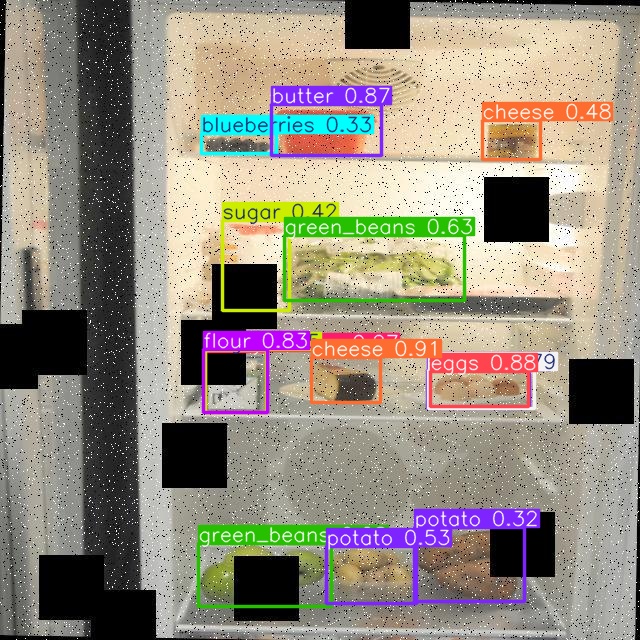 butter 0.87
cheese 0.48
blueberries 0.33
sugar 0.42
green_beans 0.63
flour 0.83
cheese 0.91
eggs 0.88
potato 0.32
green_beans
potato 0.53